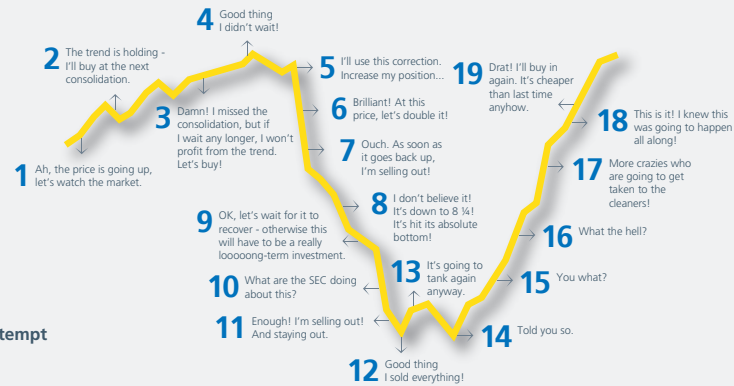 1 Ah, the price is going up,
let's watch the market.
2 The trend is holding -
I'll buy at the next
consolidation.
3 Damn! I missed the
consolidation, but if
I wait any longer, I won't
profit from the trend.
Let's buy!
4 Good thing
I didn't wait!
5 I'll use this correction.
Increase my position...
6 Brilliant! At this
price, let's double it!
7 Ouch. As soon as
it goes back up,
I'm selling out!
8 I don't believe it!
It's down to 8 ¼!
It's hit its absolute
bottom!
9 OK, let's wait for it to
recover - otherwise this
will have to be a really
looooong-term investment.
10 What are the SEC doing
about this?
11 Enough! I'm selling out!
And staying out.
12 Good thing
I sold everything!
13 It's going to
tank again
anyway.
14 Told you so.
15 You what?
16 What the hell?
17 More crazies who
are going to get
taken to the
cleaners!
18 This is it! I knew this
was going to happen
all along!
19 Drat! I'll buy in
again. It's cheaper
than last time
anyhow.
tempt